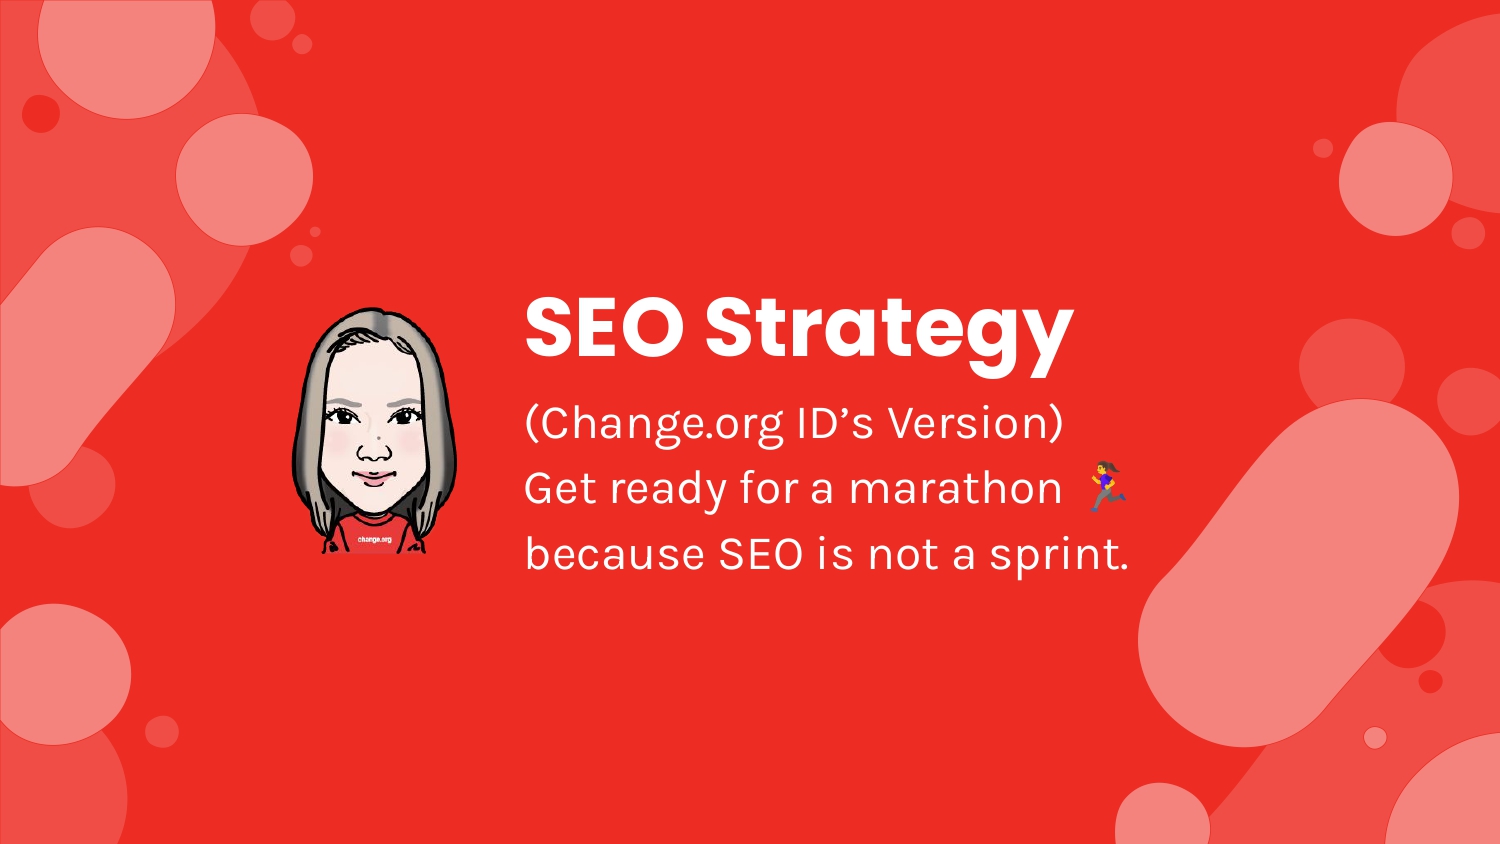 SEO Strategy
(Change.org ID’s Version)
Get ready for a marathon 🏃‍♀️
because SEO is not a sprint.
change.org